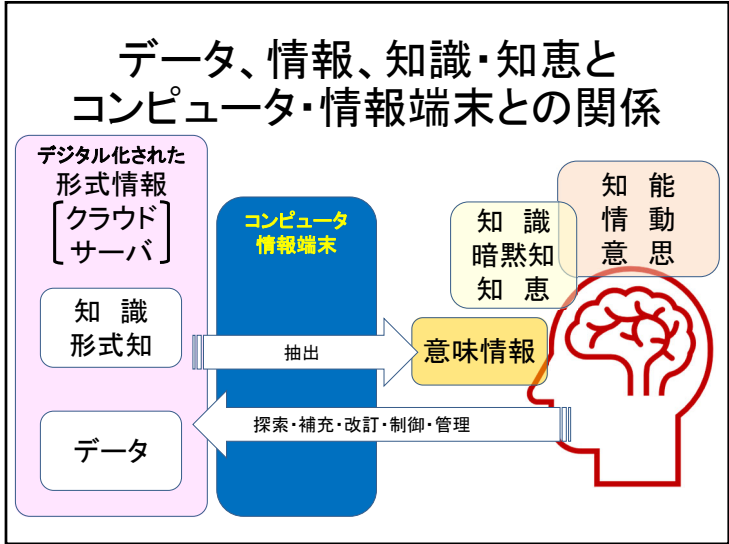 データ、情報、知識・知恵と
コンピュータ・情報端末との関係
デジタル化された
形式情報
クラウド
サーバ
知 識
形式知
データ
コンピュータ
情報端末
抽出
探索・補充・改訂・制御・管理
意味情報
知 識
暗黙知
知 恵
知 能
情 動
意 思